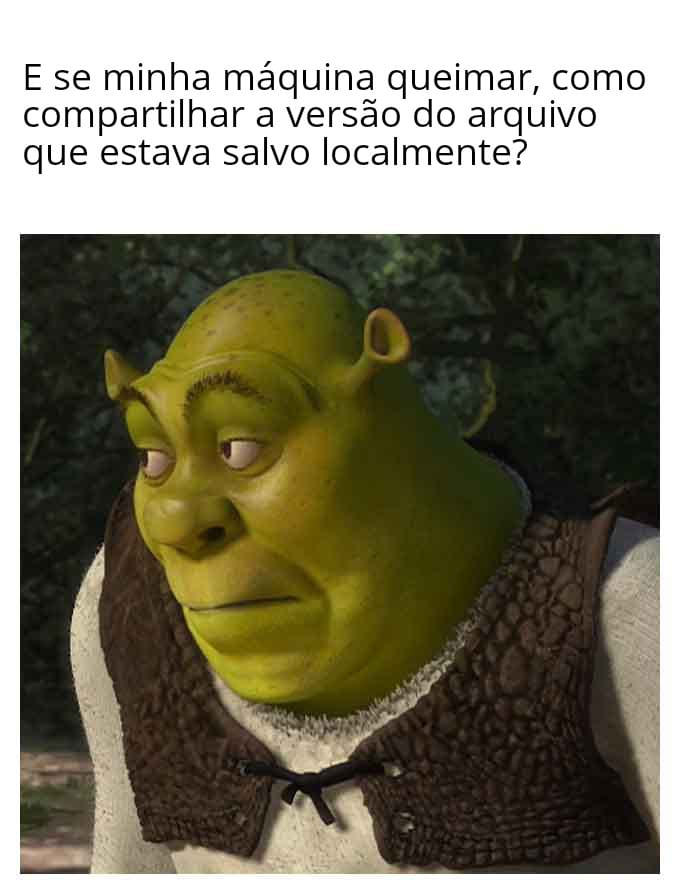 E se minha máquina queimar, como
compartilhar a versão do arquivo
que estava salvo localmente?